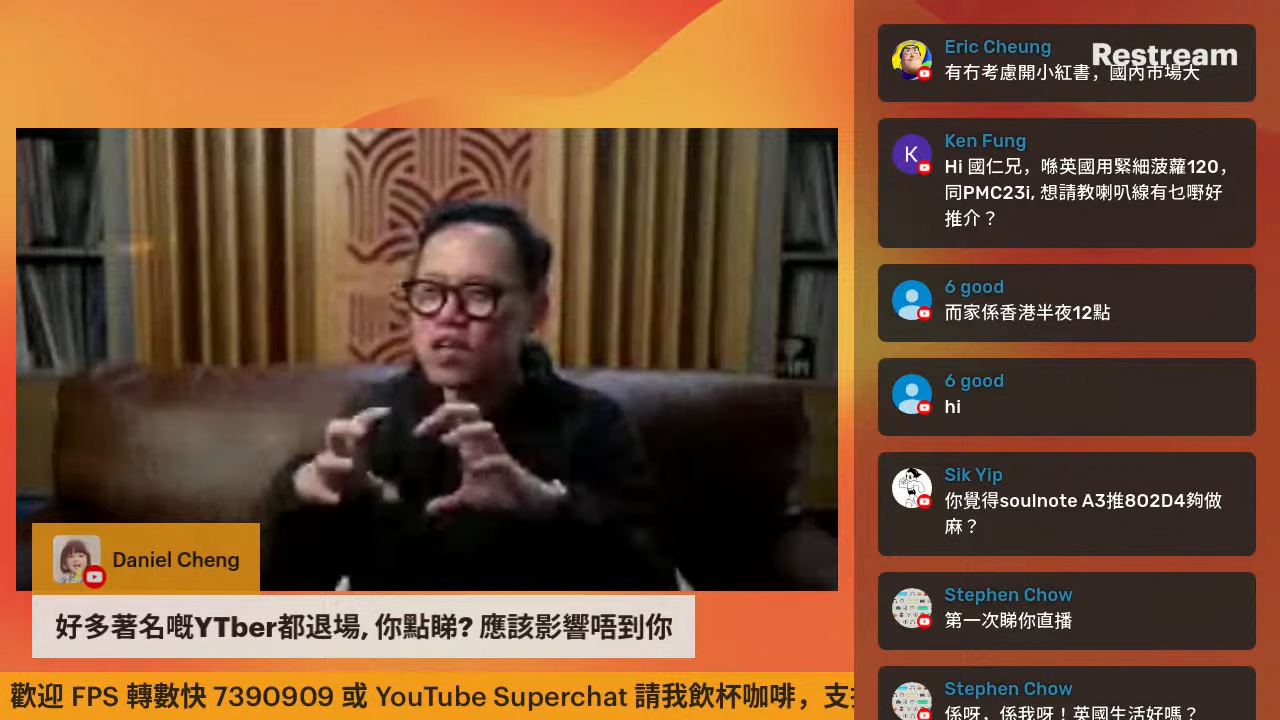 Daniel Cheng
好多著名嘅YTber都退場, 你點睇? 應該影響唔到你
歡迎 FPS 轉數快 7390909 或 YouTube Superchat 請我飲杯咖啡，支
Restream
Eric Cheung
有冇考慮開小紅書，國內市場大
K
Ken Fung
Hi 國仁兄，喺英國用緊細菠蘿120，
同PMC23i, 想請教喇叭線有乜嘢好
推介？
6 good
而家係香港半夜12點
6 good
hi
Sik Yip
你覺得soulnote A3推802D4夠做
麻？
Stephen Chow
第一次睇你直播
Stephen Chow
係呀，係我呀！英國生活好嗎？